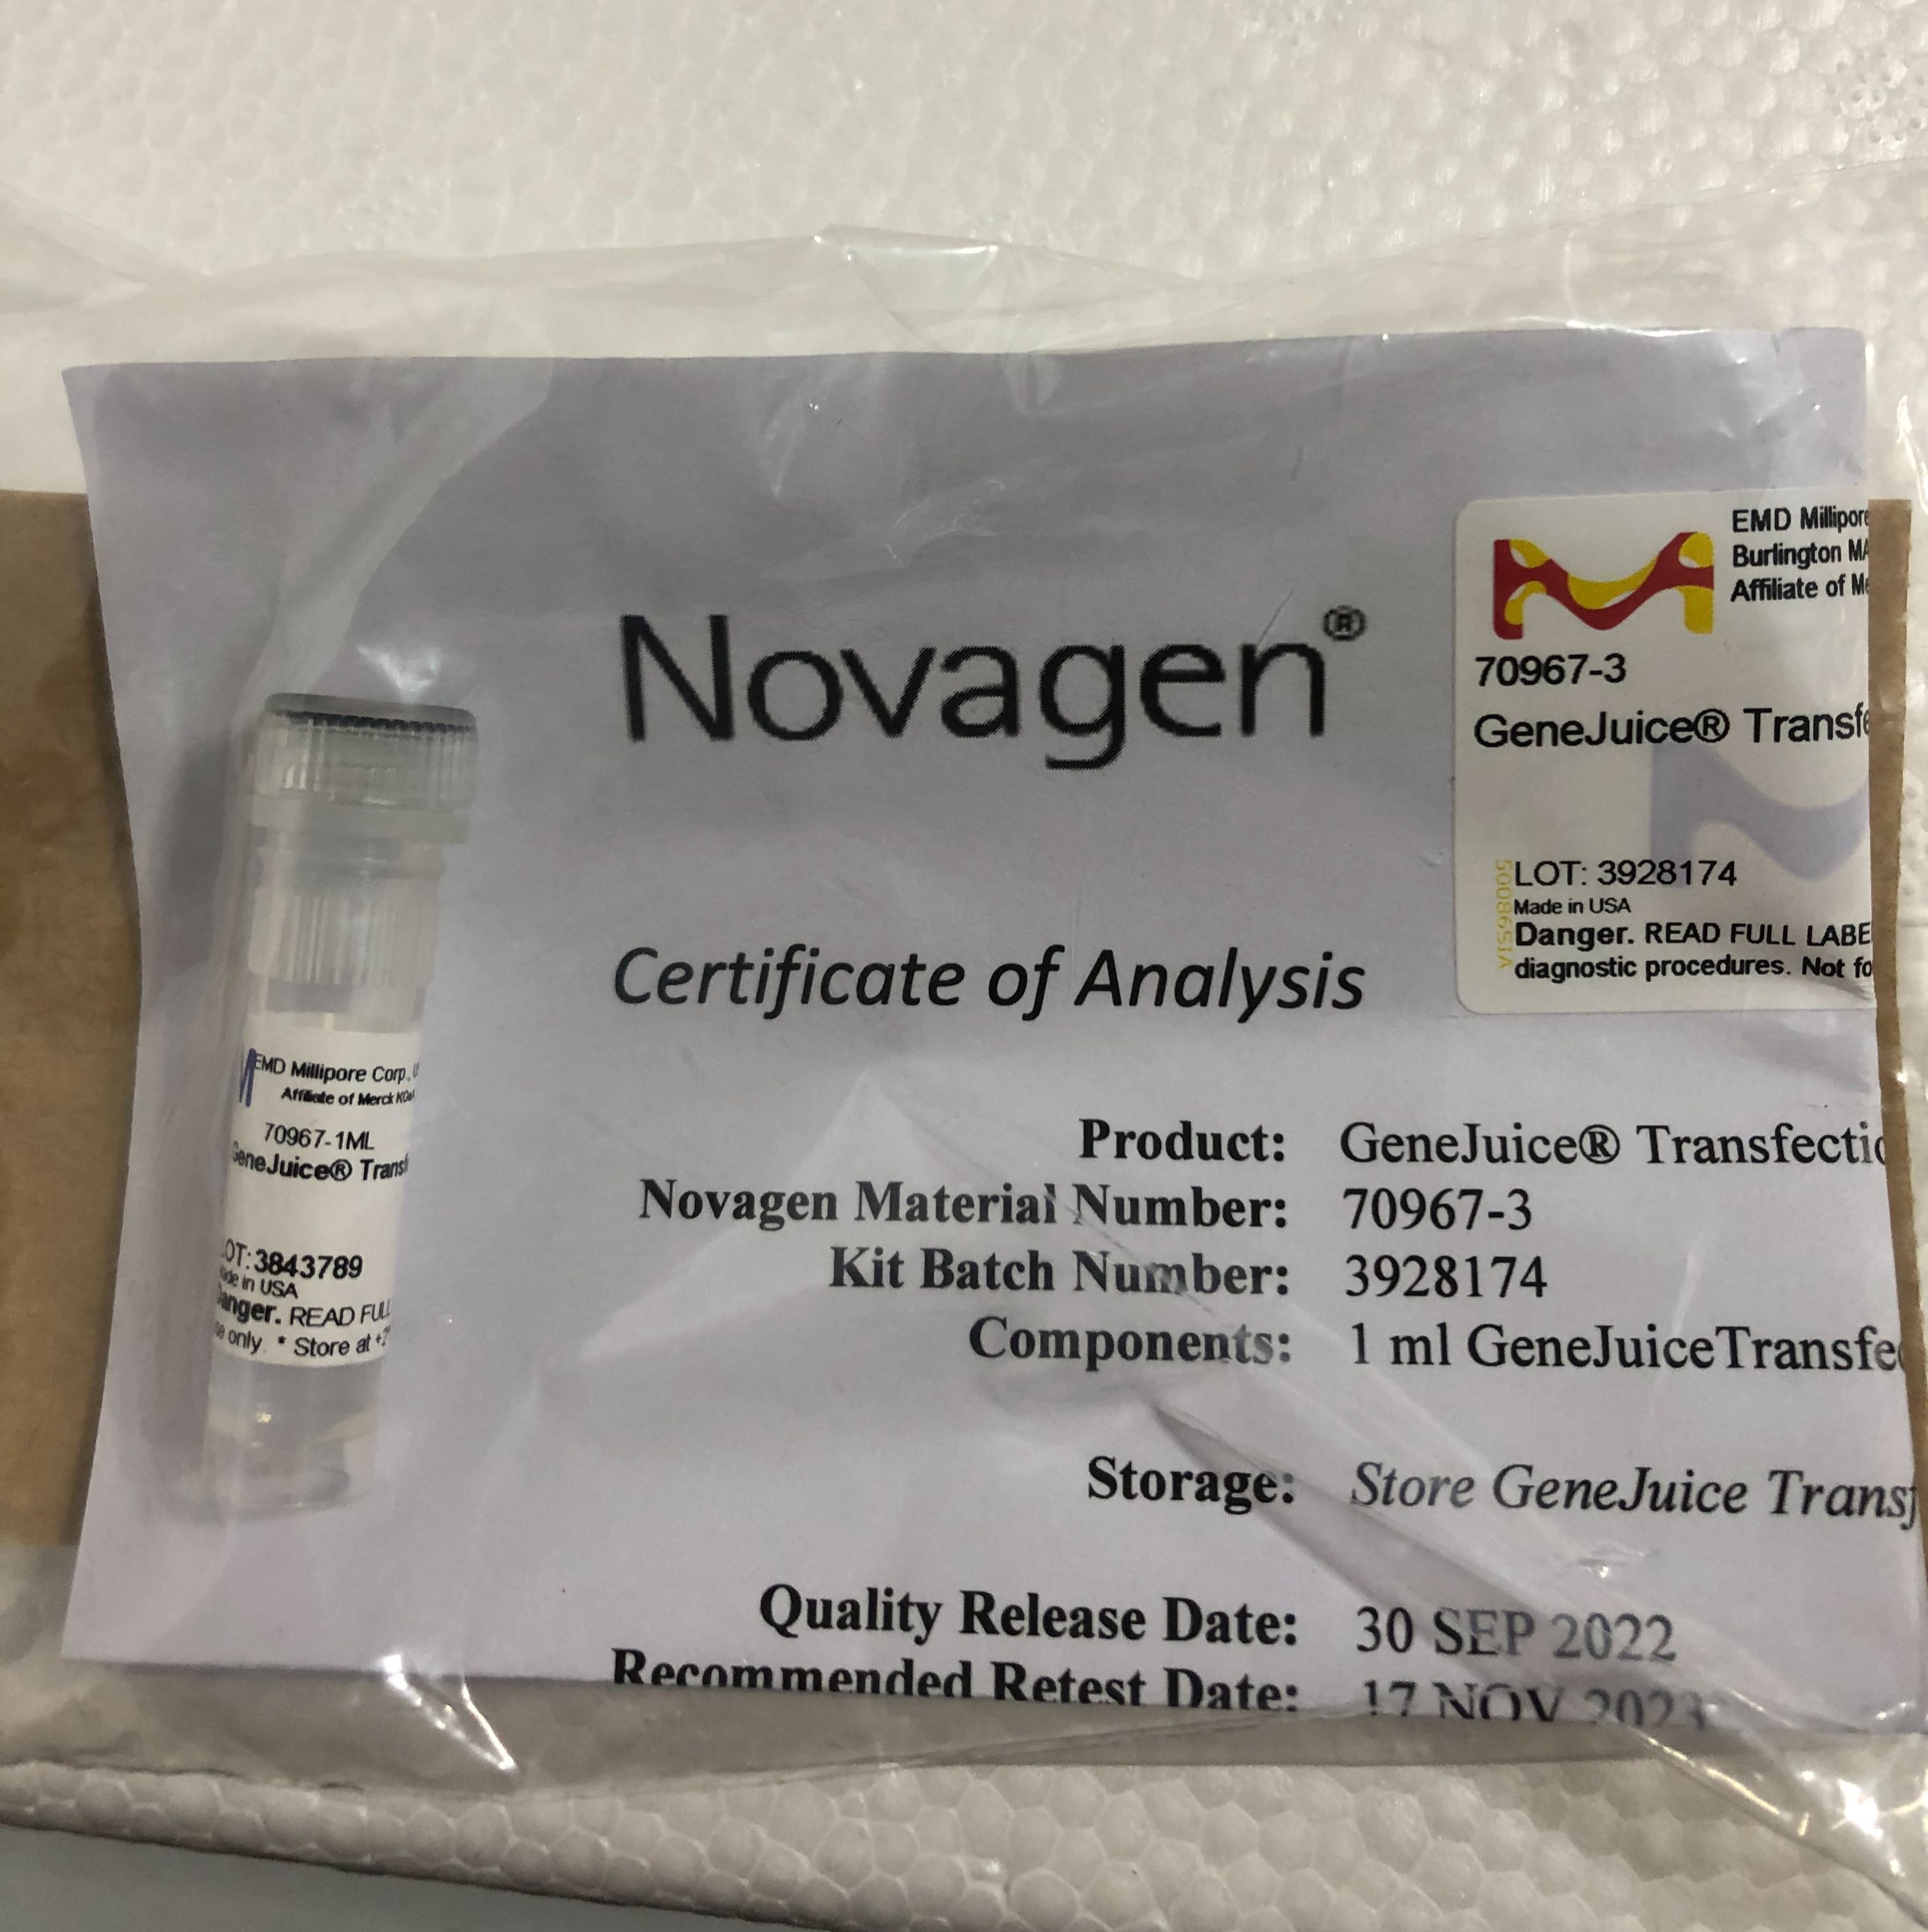 Novagen®
Certificate of Analysis
EMD Millipore
Burlington MA
Affiliate of Me
70967-3
GeneJuice® Transfe
LOT: 3928174
Made in USA
Danger. READ FULL LABE
diagnostic procedures. Not fo
EMD Millipore Corp.,
Affiliate of Merck KGaA
70967-1ML
GeneJuice® Transf
LOT: 3843789
Made in USA
Danger. READ FULL
only. * Store at +2°
Product: GeneJuice® Transfectio
Novagen Material Number: 70967-3
Kit Batch Number: 3928174
Components: 1 ml GeneJuiceTransfec
Storage: Store GeneJuice Transf
Quality Release Date: 30 SEP 2022
Recommended Retest Date: 17 NOV 2023